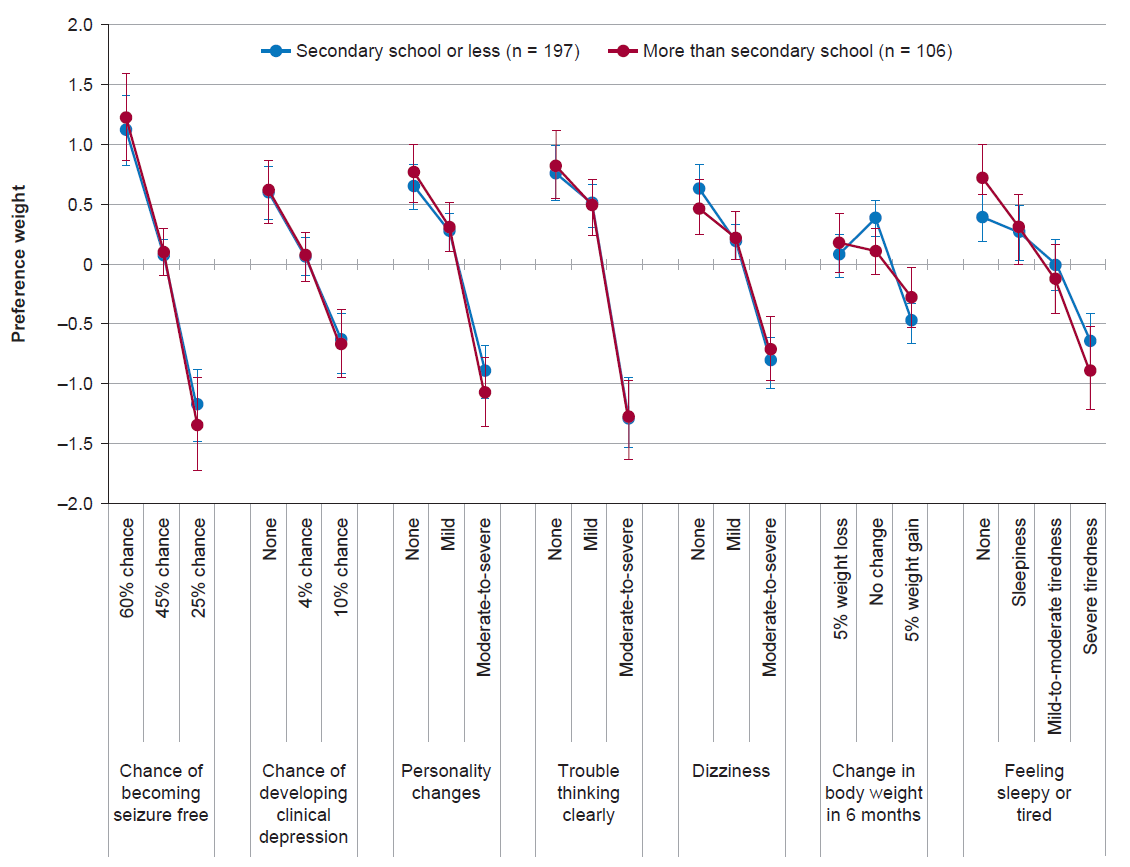 2.0
Secondary school or less (n = 197)
More than secondary school (n = 106)
1.5
1.0
0.5
0
–0.5
–1.0
–1.5
–2.0
Preference weight
60% chance
45% chance
25% chance
None
4% chance
10% chance
None
Mild
Moderate-to-severe
None
Mild
Moderate-to-severe
None
Mild
Moderate-to-severe
5% weight loss
No change
5% weight gain
None
Sleepiness
Mild-to-moderate tiredness
Severe tiredness
Chance of
becoming
seizure free
Chance of
developing
clinical
depression
Personality
changes
Trouble
thinking
clearly
Dizziness
Change in
body weight
in 6 months
Feeling
sleepy or
tired